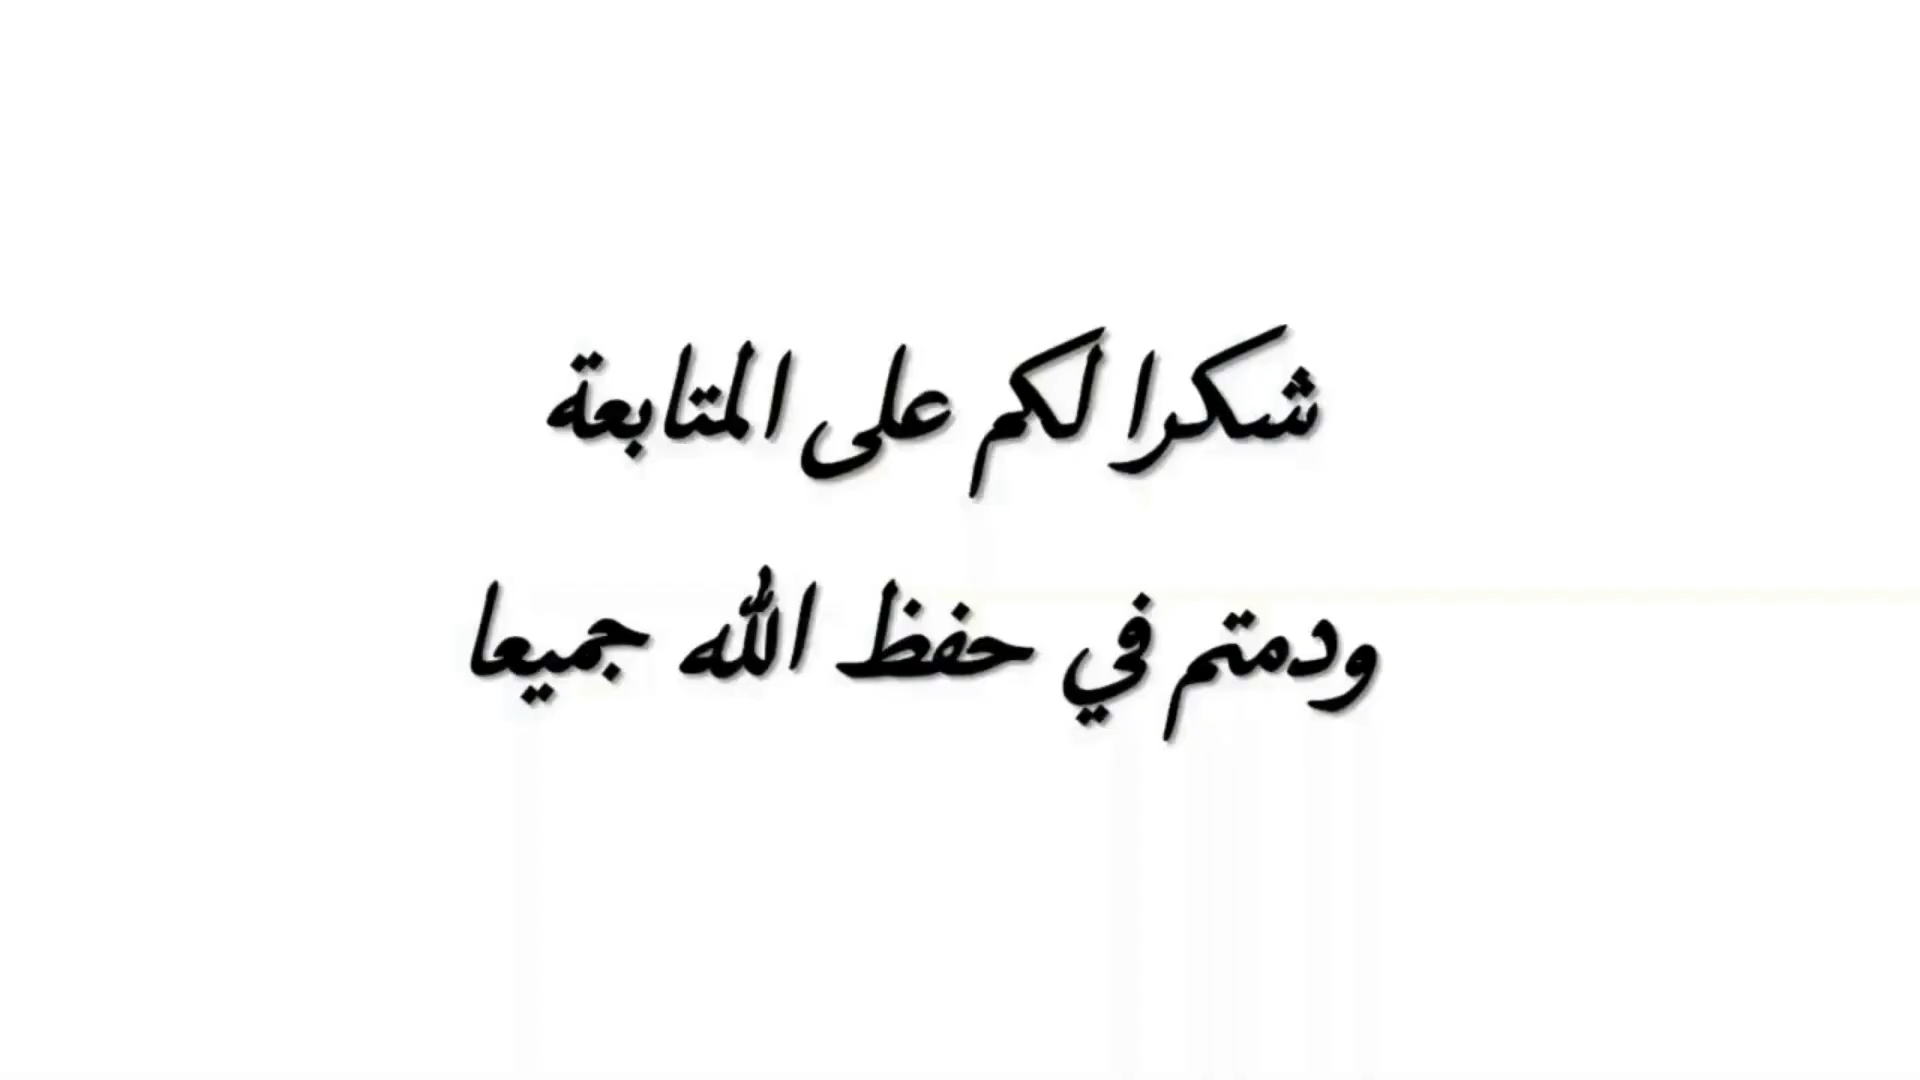 شكرا لكم على المتابعة
ودمتم في حفظ الله جميعا